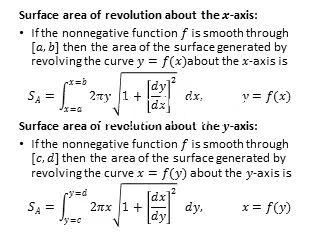 Surface area of revolution about the x-axis:
• If the nonnegative function f is smooth through
[a, b] then the area of the surface generated by
revolving the curve y = f(x)about the x-axis is
S_A = ∫_{x=a}^{x=b} 2πy √(1 + [dy/dx]²) dx, y = f(x)
Surface area of revolution about the y-axis:
• If the nonnegative function f is smooth through
[c, d] then the area of the surface generated by
revolving the curve x = f(y) about the y-axis is
S_A = ∫_{y=c}^{y=d} 2πx √(1 + [dx/dy]²) dy, x = f(y)